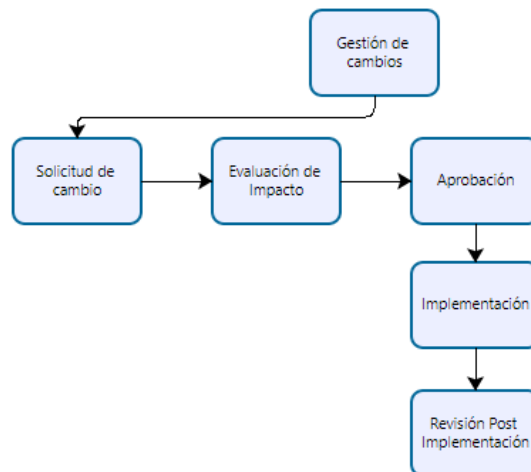 Gestión de
cambios
Solicitud de
cambio
Evaluación de
Impacto
Aprobación
Implementación
Revisión Post
Implementación